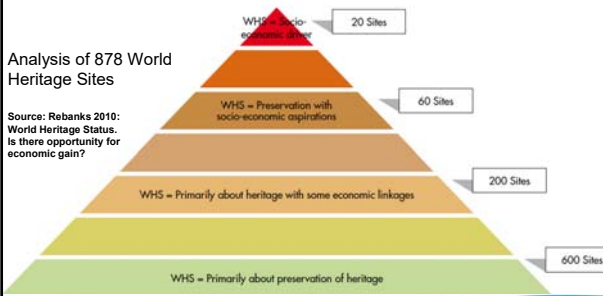 Analysis of 878 World
Heritage Sites
Source: Rebanks 2010:
World Heritage Status.
Is there opportunity for
economic gain?
WHS = Socio-
economic driver
20 Sites
WHS = Preservation with
socio-economic aspirations
60 Sites
WHS = Primarily about heritage with some economic linkages
200 Sites
WHS = Primarily about preservation of heritage
600 Sites